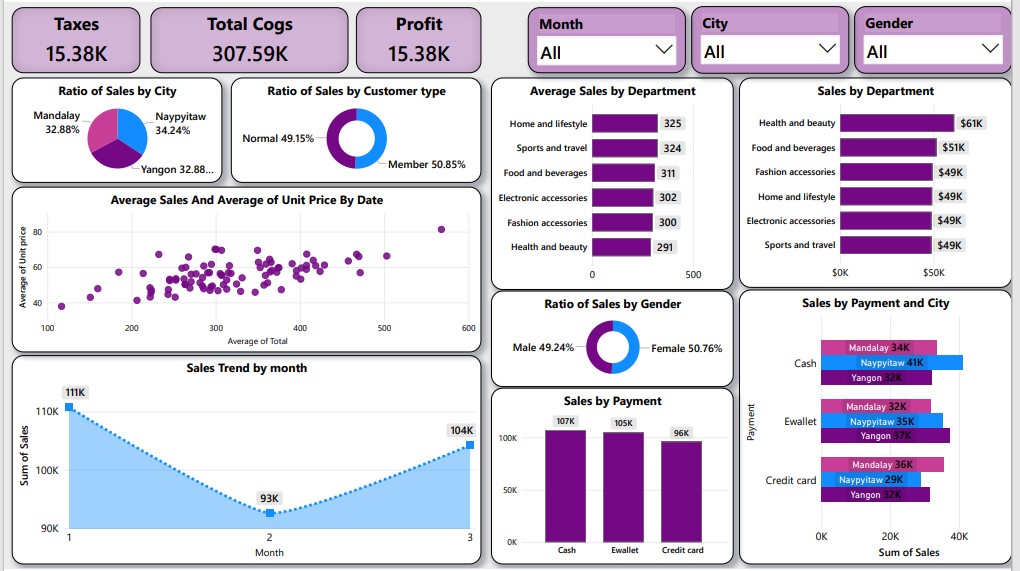 Taxes
15.38K
Total Cogs
307.59K
Profit
15.38K
Month
All
City
All
Gender
All
Ratio of Sales by City
Mandalay
32.88%
Naypyitaw
34.24%
Yangon 32.88...
Ratio of Sales by Customer type
Normal 49.15%
Member 50.85%
Average Sales by Department
Home and lifestyle 325
Sports and travel 324
Food and beverages 311
Electronic accessories 302
Fashion accessories 300
Health and beauty 291
0 500
Sales by Department
Health and beauty $61K
Food and beverages $51K
Fashion accessories $49K
Home and lifestyle $49K
Electronic accessories $49K
Sports and travel $49K
$0K $50K
Average Sales And Average of Unit Price By Date
Average of Unit price
80
60
40
100 200 300 400 500 600
Average of Total
Ratio of Sales by Gender
Male 49.24%
Female 50.76%
Sales by Payment and City
Payment
Cash
Mandalay 34K
Naypyitaw 41K
Yangon 32K
Ewallet
Mandalay 32K
Naypyitaw 35K
Yangon 37K
Credit card
Mandalay 36K
Naypyitaw 29K
Yangon 32K
0K 20K 40K
Sum of Sales
Sales Trend by month
Sum of Sales
111K
110K
104K
100K
93K
90K
1 2 3
Month
Sales by Payment
107K
105K
96K
100K
50K
0K
Cash Ewallet Credit card